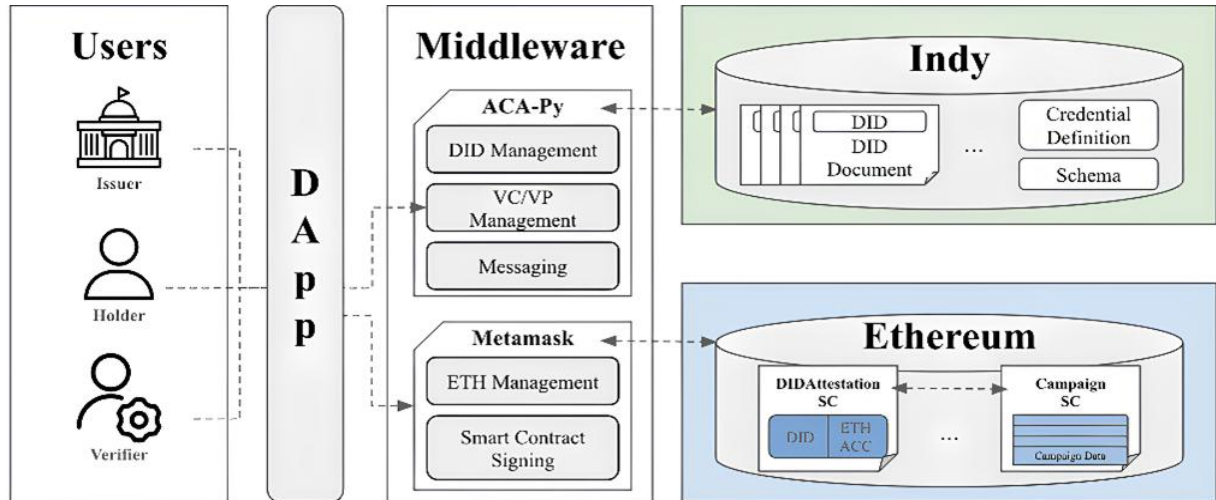 Users
Issuer
Holder
Verifier
D
A
p
p
Middleware
ACA-Py
DID Management
VC/VP
Management
Messaging
Metamask
ETH Management
Smart Contract
Signing
Indy
DID
DID
Document
...
Credential
Definition
Schema
Ethereum
DIDAttestation
SC
DID
ETH
ACC
...
Campaign
SC
Campaign Data